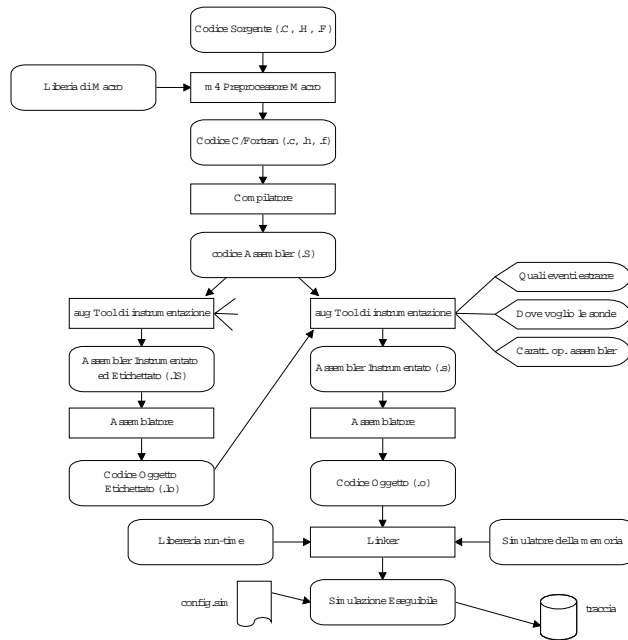 Codice Sorgente (.C , .H , .F)
Liberia di Macro
m4 Preprocessore Macro
Codice C/Fortran (.c, .h, .f)
Compilatore
codice Assembler (.S)
Quali eventi estrarre
aug Tool di instrumentazione
aug Tool di instrumentazione
Dove voglio le sonde
Caratt. op. assembler
Assembler Instrumentato
ed Etichettato (.lS)
Assembler Instrumentato (.s)
Assemblatore
Assemblatore
Codice Oggetto
Etichettato (.lo)
Codice Oggetto (.o)
Libereria run-time
Linker
Simulatore della memoria
config.sim
Simulazione Eseguibile
traccia